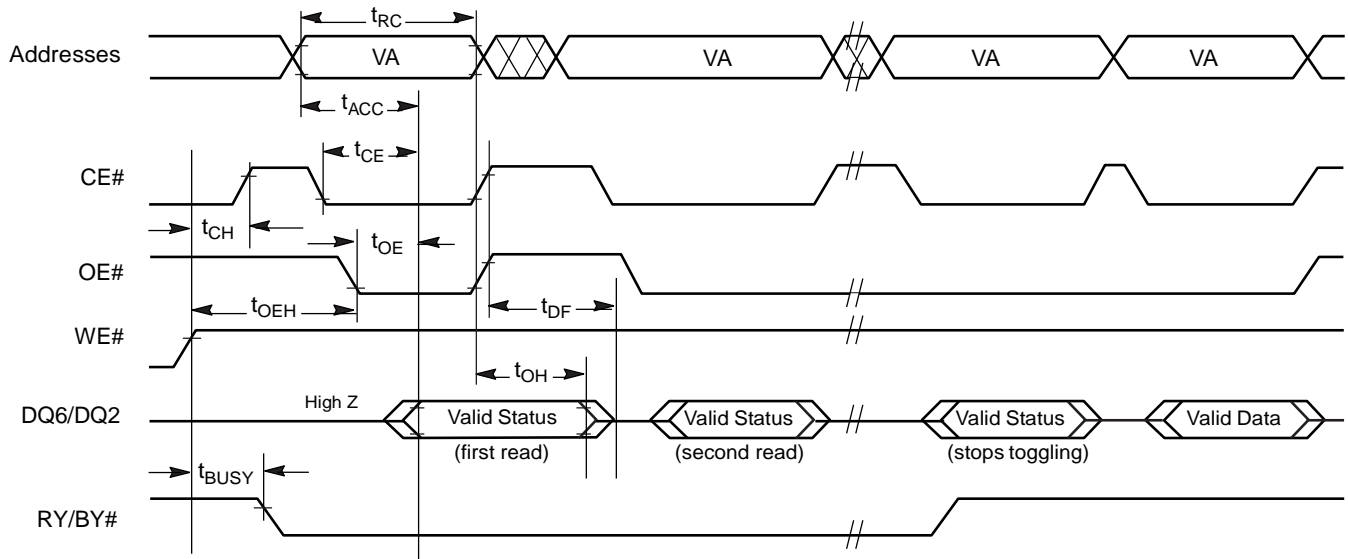 tRC
Addresses VA VA VA VA
tACC
tCE
CE#
tCH tOE
OE#
tOEH tDF
WE#
tOH
High Z
DQ6/DQ2 Valid Status Valid Status Valid Status Valid Data
(first read) (second read) (stops toggling)
tBUSY
RY/BY#